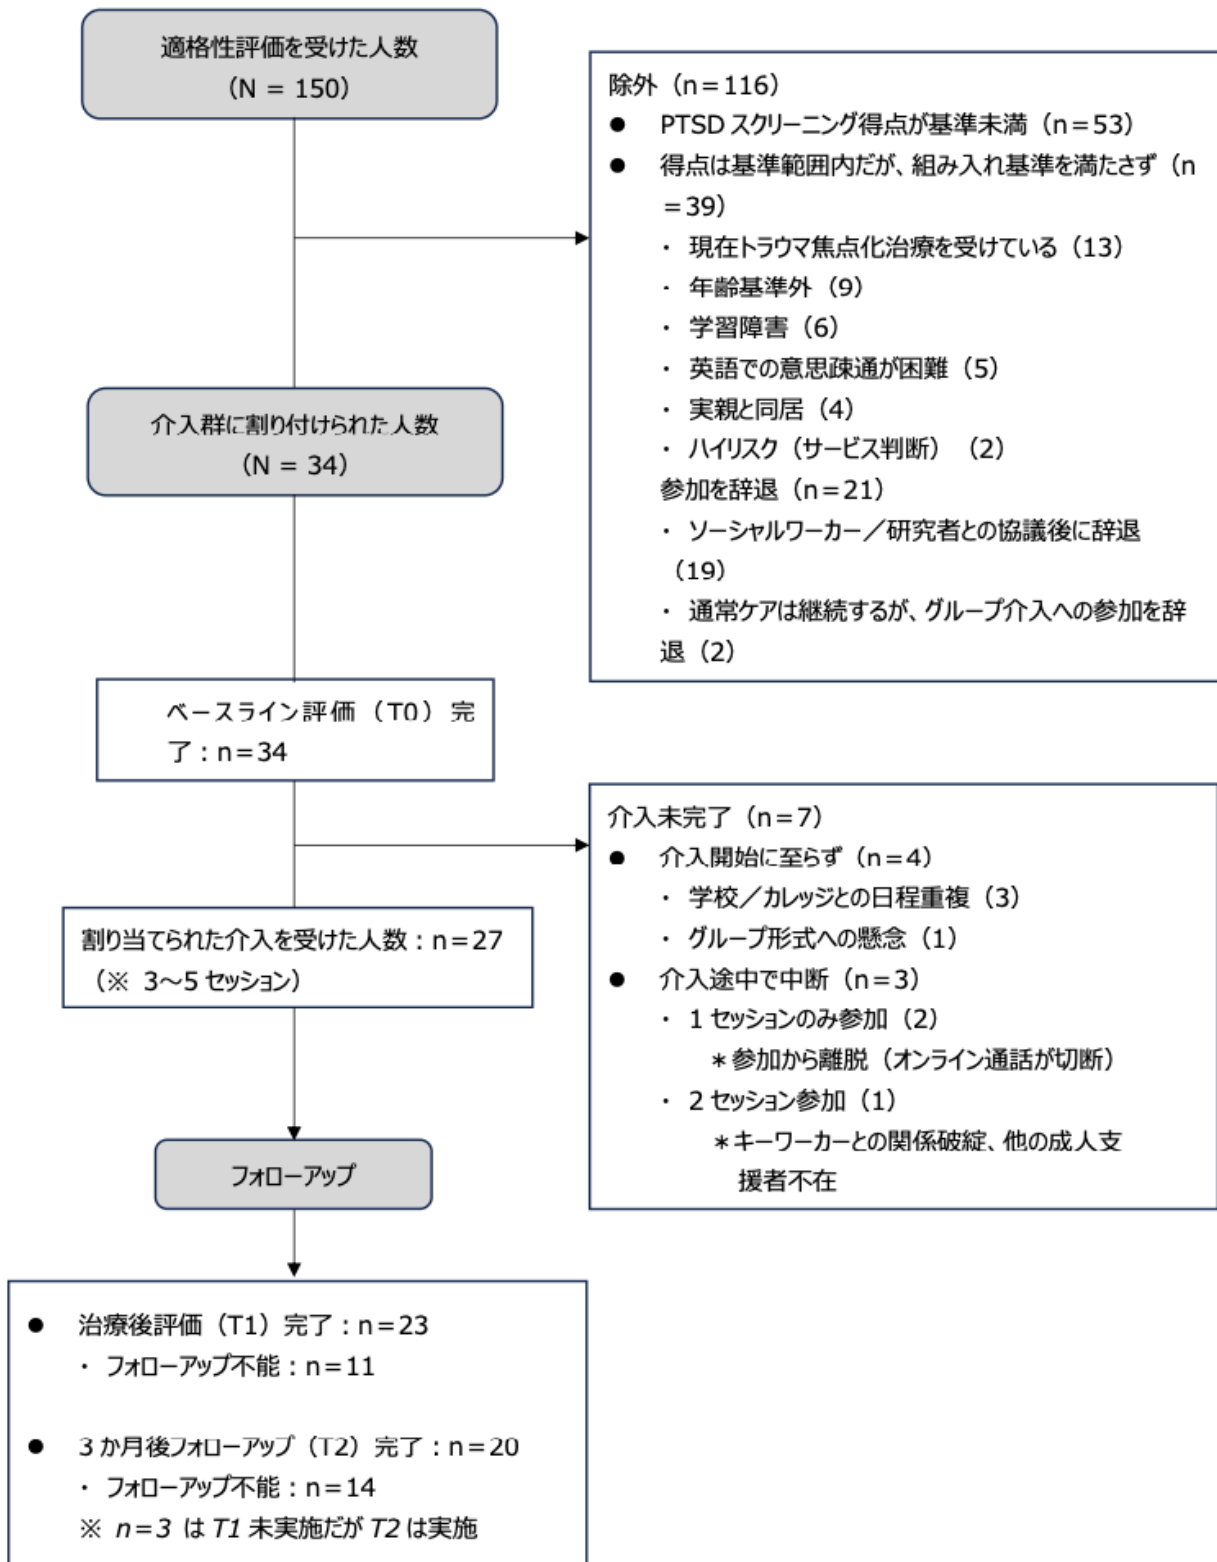 適格性評価を受けた人数
（N = 150）
除外（n＝116）
● PTSD スクリーニング得点が基準未満（n＝53）
● 得点は基準範囲内だが、組み入れ基準を満たさず（n
＝39）
・ 現在トラウマ焦点化治療を受けている（13）
・ 年齢基準外（9）
・ 学習障害（6）
・ 英語での意思疎通が困難（5）
・ 実親と同居（4）
・ ハイリスク（サービス判断）（2）
参加を辞退（n＝21）
・ ソーシャルワーカー／研究者との協議後に辞退
（19）
・ 通常ケアは継続するが、グループ介入への参加を辞
退（2）
介入群に割り付けられた人数
（N = 34）
ベースライン評価（T0）完
了：n＝34
介入未完了（n＝7）
● 介入開始に至らず（n＝4）
・ 学校／カレッジとの日程重複（3）
・ グループ形式への懸念（1）
● 介入途中で中断（n＝3）
・ 1 セッションのみ参加（2）
＊参加から離脱（オンライン通話が切断）
・ 2 セッション参加（1）
＊キーワーカーとの関係破綻、他の成人支
援者不在
割り当てられた介入を受けた人数：n＝27
（※ 3～5 セッション）
フォローアップ
● 治療後評価（T1）完了：n＝23
・ フォローアップ不能：n＝11
● 3 か月後フォローアップ（T2）完了：n＝20
・ フォローアップ不能：n＝14
※ n＝3 は T1 未実施だが T2 は実施